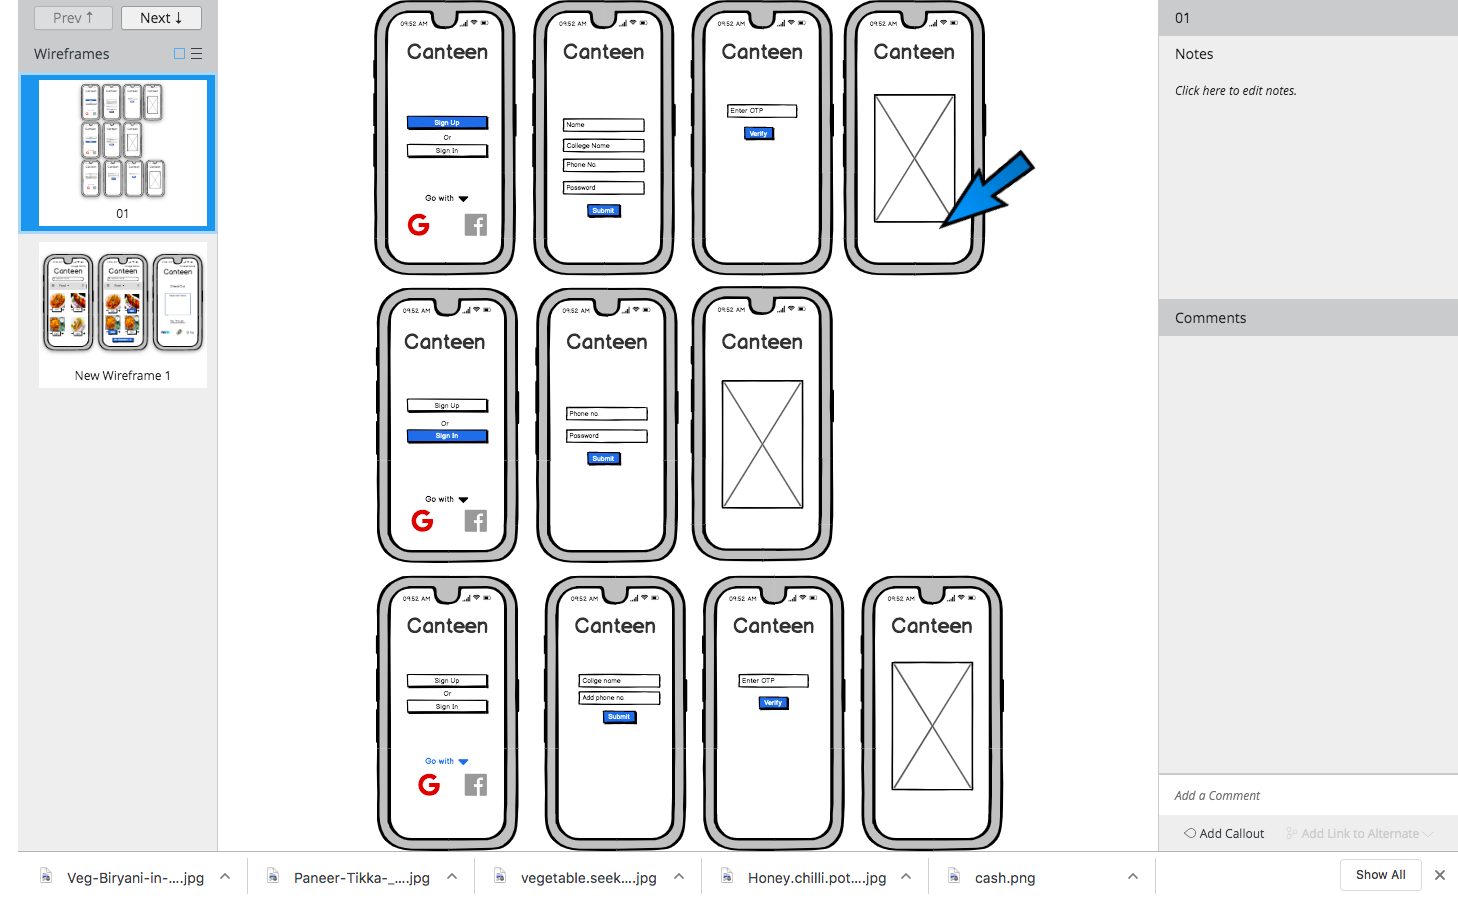 Prev ↑
Next ↓
Wireframes
01
New Wireframe 1
09:52 AM
Canteen
Sign Up
Or
Sign In
Go with
09:52 AM
Canteen
Name
College Name
Phone No.
Password
Submit
09:52 AM
Canteen
Enter OTP
Verify
09:52 AM
Canteen
09:52 AM
Canteen
Sign Up
Or
Sign In
Go with
09:52 AM
Canteen
Phone no.
Password
Submit
09:52 AM
Canteen
09:52 AM
Canteen
Sign Up
Or
Sign In
Go with
09:52 AM
Canteen
Collge name
Add phone no.
Submit
09:52 AM
Canteen
Enter OTP
Verify
09:52 AM
Canteen
01
Notes
Click here to edit notes.
Comments
Add a Comment
Add Callout
Add Link to Alternate
Veg-Biryani-in-....jpg
Paneer-Tikka-_....jpg
vegetable.seek....jpg
Honey.chilli.pot....jpg
cash.png
Show All